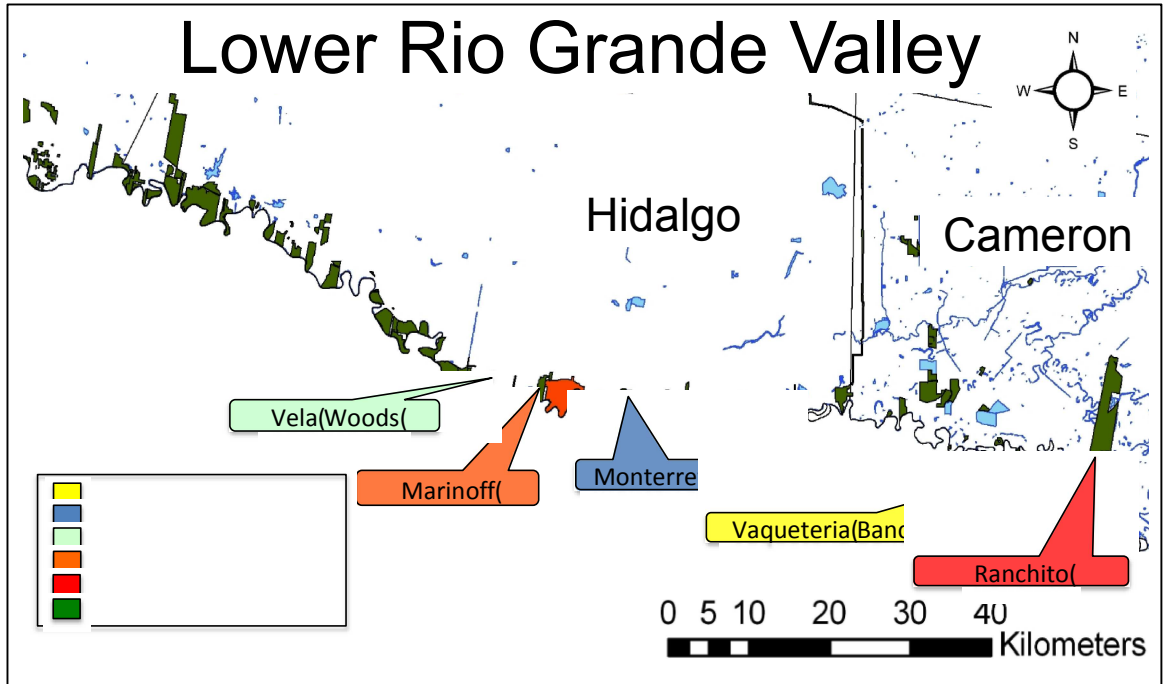 Lower Rio Grande Valley
N
W E
S
Hidalgo
Cameron
Vela(Woods(
Marinoff(
Monterre
Vaqueteria(Banc
Ranchito(
0 5 10 20 30 40
Kilometers